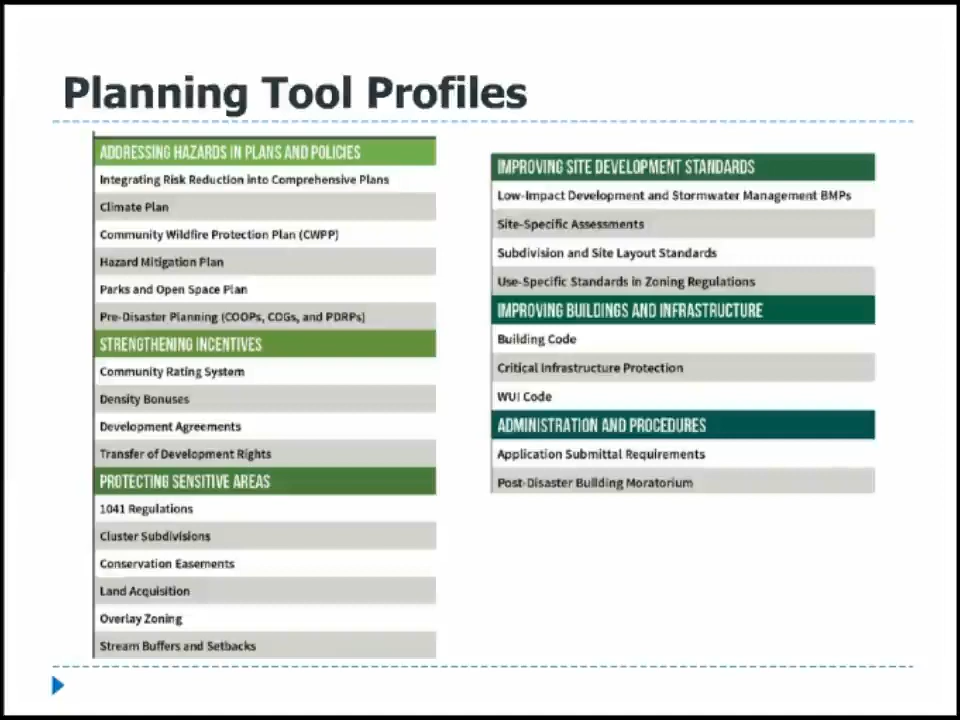 Planning Tool Profiles
ADDRESSING HAZARDS IN PLANS AND POLICIES
Integrating Risk Reduction into Comprehensive Plans
Climate Plan
Community Wildfire Protection Plan (CWPP)
Hazard Mitigation Plan
Parks and Open Space Plan
Pre-Disaster Planning (COOPs, COGs, and PDRPs)
STRENGTHENING INCENTIVES
Community Rating System
Density Bonuses
Development Agreements
Transfer of Development Rights
PROTECTING SENSITIVE AREAS
1041 Regulations
Cluster Subdivisions
Conservation Easements
Land Acquisition
Overlay Zoning
Stream Buffers and Setbacks
IMPROVING SITE DEVELOPMENT STANDARDS
Low-Impact Development and Stormwater Management BMPs
Site-Specific Assessments
Subdivision and Site Layout Standards
Use-Specific Standards in Zoning Regulations
IMPROVING BUILDINGS AND INFRASTRUCTURE
Building Code
Critical Infrastructure Protection
WUI Code
ADMINISTRATION AND PROCEDURES
Application Submittal Requirements
Post-Disaster Building Moratorium